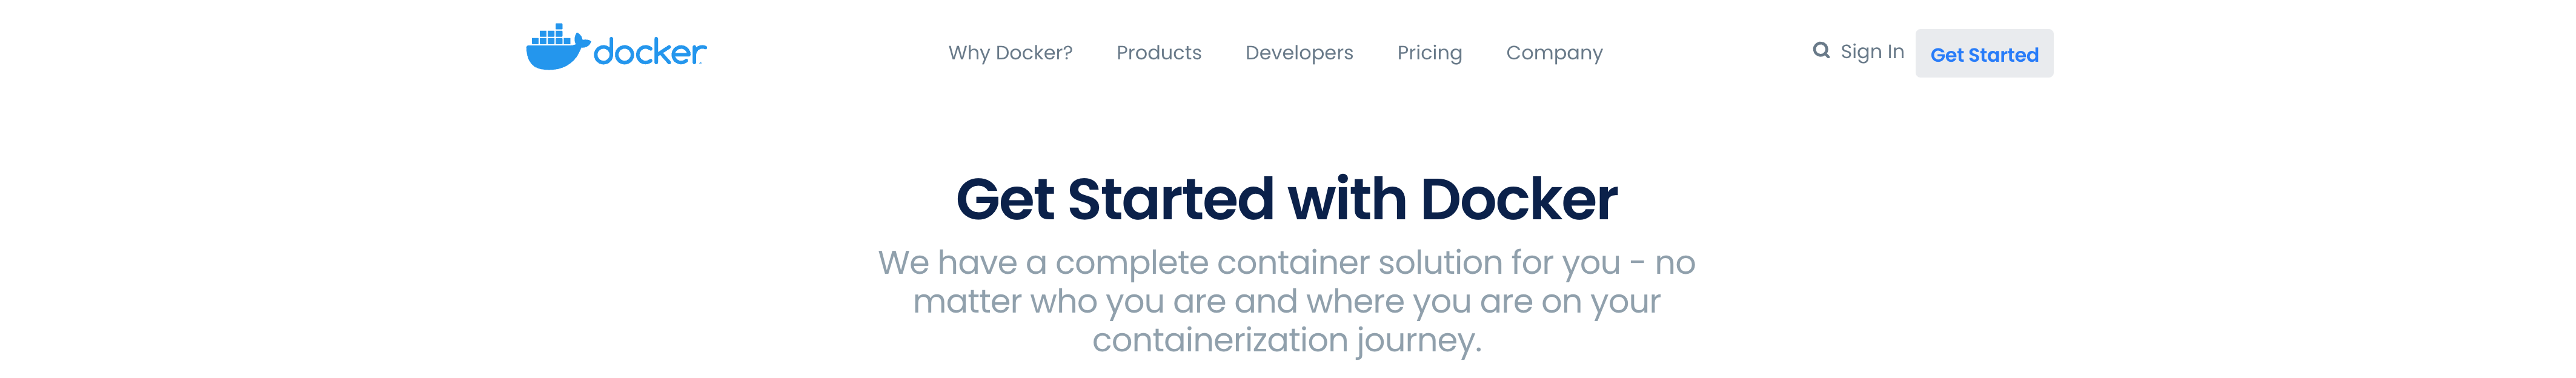 docker
Why Docker? Products Developers Pricing Company
Sign In Get Started
Get Started with Docker
We have a complete container solution for you - no
matter who you are and where you are on your
containerization journey.